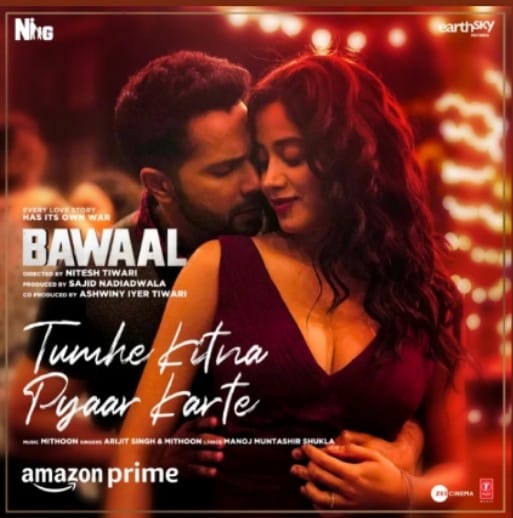 NG
earthsky
EVERY LOVE STORY
HAS ITS OWN WAR
BAWAAL
DIRECTED BY NITESH TIWARI
PRODUCED BY SAJID NADIADWALA
CO PRODUCED BY ASHWINY IYER TIWARI
Tumhe Kitna
Pyaar Karte
MUSIC MITHOON SINGERS ARIJIT SINGH & MITHOON LYRICS MANOJ MUNTASHIR SHUKLA
amazon prime
ZEE CINEMA
T-SERIES